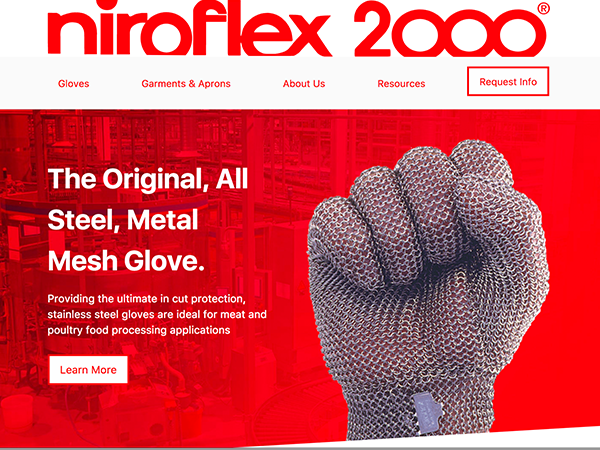 niroflex 2000®
Gloves Garments & Aprons About Us Resources Request Info
The Original, All
Steel, Metal
Mesh Glove.
Providing the ultimate in cut protection,
stainless steel gloves are ideal for meat and
poultry food processing applications
Learn More